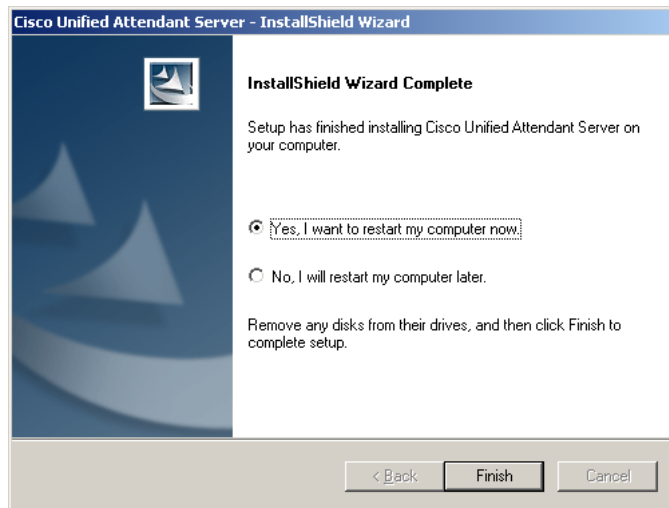 Cisco Unified Attendant Server - InstallShield Wizard
InstallShield Wizard Complete
Setup has finished installing Cisco Unified Attendant Server on
your computer.
Yes, I want to restart my computer now.
No, I will restart my computer later.
Remove any disks from their drives, and then click Finish to
complete setup.
< Back
Finish
Cancel